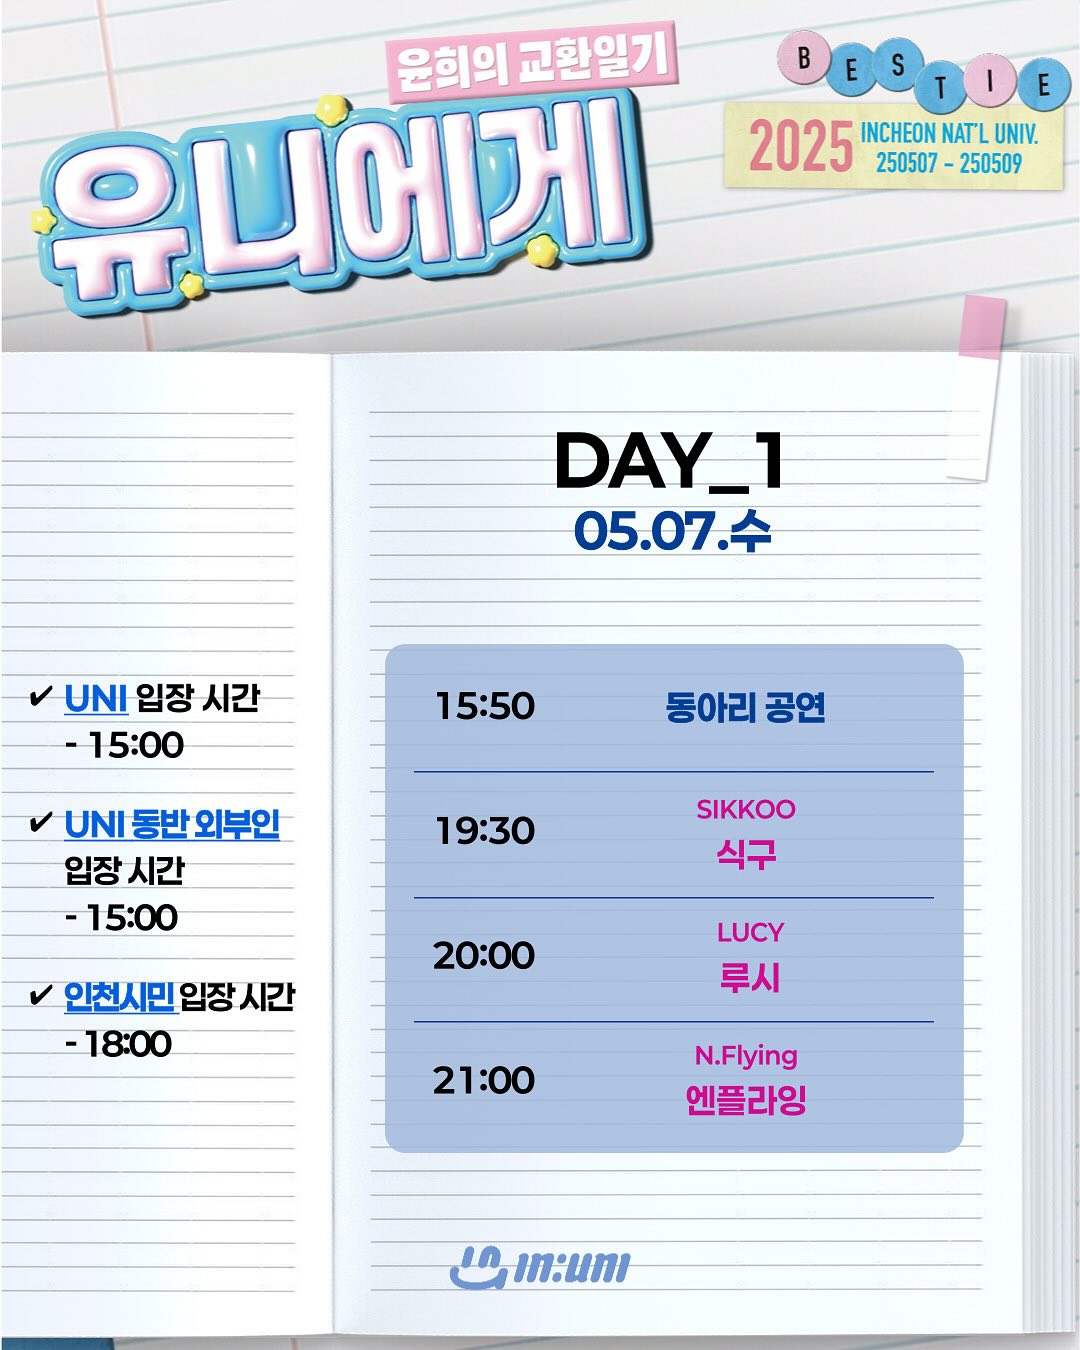 윤희의 교환일기
유니에게
BESTIE
2025 INCHEON NAT'L UNIV.
250507 - 250509
DAY_1
05.07.수
✔ UNI 입장 시간
- 15:00
✔ UNI 동반 외부인
입장 시간
- 15:00
✔ 인천시민 입장 시간
- 18:00
15:50 동아리 공연
19:30 SIKKOO
식구
20:00 LUCY
루시
21:00 N.Flying
엔플라잉
in:uni